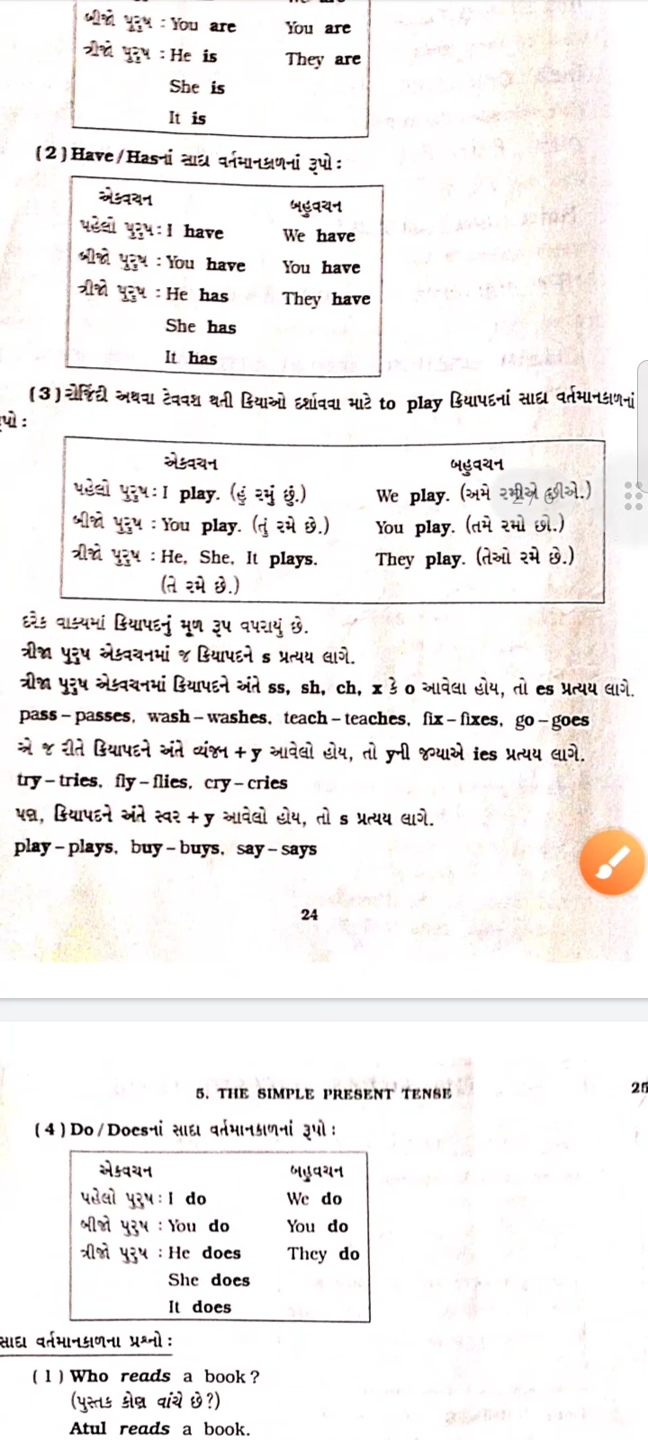 બીજો પુરુષ : You are You are
ત્રીજો પુરુષ : He is They are
She is
It is
(2) Have/Hasનાં સાદા વર્તમાનકાળનાં રૂપો :
એકવચન બહુવચન
પહેલો પુરુષ : I have We have
બીજો પુરુષ : You have You have
ત્રીજો પુરુષ : He has They have
She has
It has
(3) રોજિંદી અથવા ટેવવશ થતી ક્રિયાઓ દર્શાવવા માટે to play ક્રિયાપદનાં સાદા વર્તમાનકાળનાં
પો :
એકવચન બહુવચન
પહેલો પુરુષ : I play. (હું રમું છું.) We play. (અમે રમીએ છીએ.)
બીજો પુરુષ : You play. (તું રમે છે.) You play. (તમે રમો છો.)
ત્રીજો પુરુષ : He, She, It plays. They play. (તેઓ રમે છે.)
(તે રમે છે.)
દરેક વાક્યમાં ક્રિયાપદનું મૂળ રૂપ વપરાયું છે.
ત્રીજા પુરુષ એકવચનમાં જ ક્રિયાપદને s પ્રત્યય લાગે.
ત્રીજા પુરુષ એકવચનમાં ક્રિયાપદને અંતે ss, sh, ch, x કે o આવેલા હોય, તો es પ્રત્યય લાગે.
pass – passes, wash – washes, teach – teaches, fix – fixes, go – goes
એ જ રીતે ક્રિયાપદને અંતે વ્યંજન + y આવેલો હોય, તો yની જગ્યાએ ies પ્રત્યય લાગે.
try – tries, fly – flies, cry – cries
પણ, ક્રિયાપદને અંતે સ્વર + y આવેલો હોય, તો s પ્રત્યય લાગે.
play – plays, buy – buys, say – says
24
5. THE SIMPLE PRESENT TENSE 25
(4) Do/Doesનાં સાદા વર્તમાનકાળનાં રૂપો :
એકવચન બહુવચન
પહેલો પુરુષ : I do We do
બીજો પુરુષ : You do You do
ત્રીજો પુરુષ : He does They do
She does
It does
સાદા વર્તમાનકાળના પ્રશ્નો :
(1) Who reads a book ?
(પુસ્તક કોણ વાંચે છે?)
Atul reads a book.